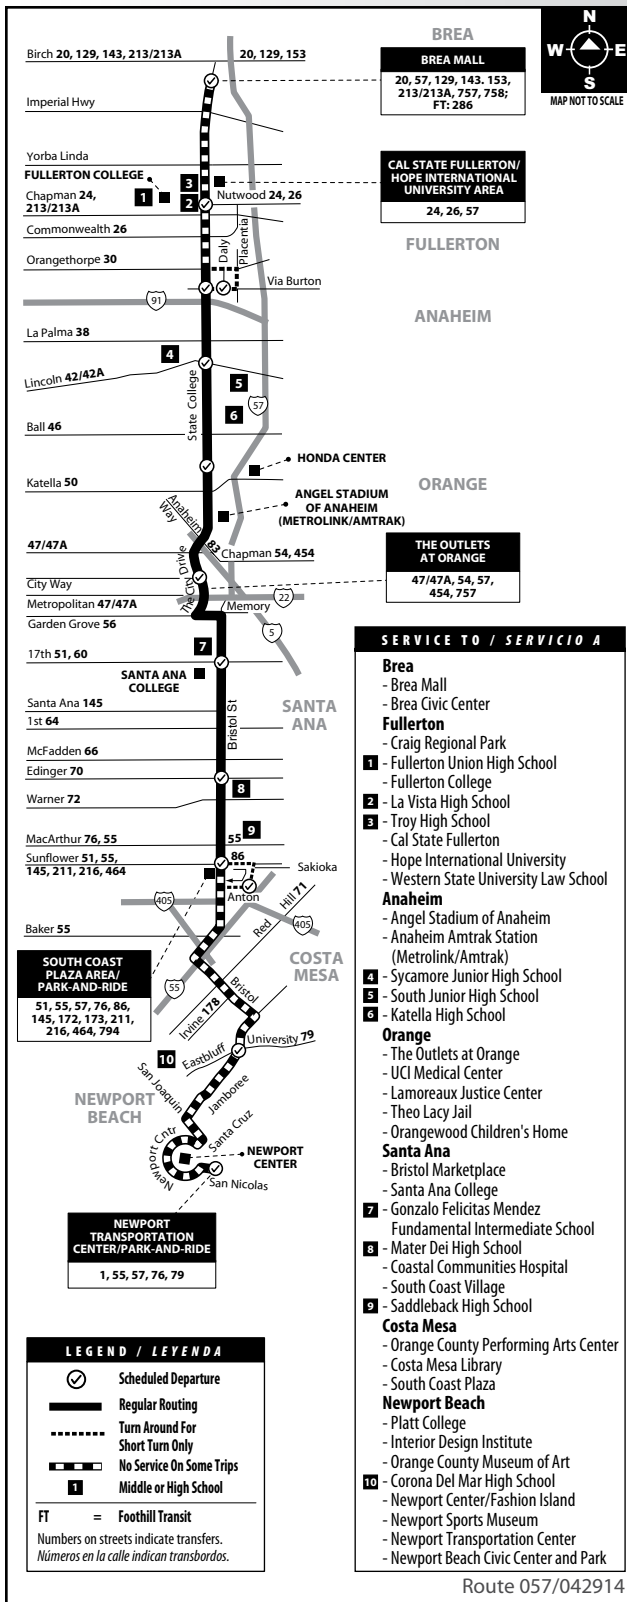 BREA
N
W E
S
MAP NOT TO SCALE
Birch 20, 129, 143, 213/213A
20, 129, 153
BREA MALL
20, 57, 129, 143. 153,
213/213A, 757, 758;
FT: 286
Imperial Hwy
Yorba Linda
FULLERTON COLLEGE
1
3
2
Chapman 24,
213/213A
Nutwood 24, 26
CAL STATE FULLERTON/
HOPE INTERNATIONAL
UNIVERSITY AREA
24, 26, 57
Commonwealth 26
Daly
Placentia
FULLERTON
Orangethorpe 30
Via Burton
91
ANAHEIM
La Palma 38
4
Lincoln 42/42A
5
State College
57
6
Ball 46
HONDA CENTER
Katella 50
ORANGE
ANGEL STADIUM
OF ANAHEIM
(METROLINK/AMTRAK)
Anaheim
Way
83
47/47A
Chapman 54, 454
THE OUTLETS
AT ORANGE
47/47A, 54, 57,
454, 757
The City Drive
City Way
22
Metropolitan 47/47A
Memory
Garden Grove 56
5
7
17th 51, 60
SANTA ANA
COLLEGE
SANTA
ANA
Santa Ana 145
Bristol St
1st 64
McFadden 66
Edinger 70
8
Warner 72
9
MacArthur 76, 55
55
Sunflower 51, 55,
145, 211, 216, 464
86
Sakioka
Anton
405
Hill 71
Red
405
Baker 55
COSTA
MESA
SOUTH COAST
PLAZA AREA/
PARK-AND-RIDE
51, 55, 57, 76, 86,
145, 172, 173, 211,
216, 464, 794
55
Bristol
Irvine 178
University 79
10
Eastbluff
San Joaquin
Jamboree
NEWPORT
BEACH
Santa Cruz
Newport Cntr
NEWPORT
CENTER
San Nicolas
NEWPORT
TRANSPORTATION
CENTER/PARK-AND-RIDE
1, 55, 57, 76, 79
LEGEND / LEYENDA
Scheduled Departure
Regular Routing
Turn Around For
Short Turn Only
No Service On Some Trips
1 Middle or High School
FT = Foothill Transit
Numbers on streets indicate transfers.
Números en la calle indican transbordos.
SERVICE TO / SERVICIO A
Brea
- Brea Mall
- Brea Civic Center
Fullerton
- Craig Regional Park
1 - Fullerton Union High School
- Fullerton College
2 - La Vista High School
3 - Troy High School
- Cal State Fullerton
- Hope International University
- Western State University Law School
Anaheim
- Angel Stadium of Anaheim
- Anaheim Amtrak Station
(Metrolink/Amtrak)
4 - Sycamore Junior High School
5 - South Junior High School
6 - Katella High School
Orange
- The Outlets at Orange
- UCI Medical Center
- Lamoreaux Justice Center
- Theo Lacy Jail
- Orangewood Children's Home
Santa Ana
- Bristol Marketplace
- Santa Ana College
7 - Gonzalo Felicitas Mendez
Fundamental Intermediate School
8 - Mater Dei High School
- Coastal Communities Hospital
- South Coast Village
9 - Saddleback High School
Costa Mesa
- Orange County Performing Arts Center
- Costa Mesa Library
- South Coast Plaza
Newport Beach
- Platt College
- Interior Design Institute
- Orange County Museum of Art
10 - Corona Del Mar High School
- Newport Center/Fashion Island
- Newport Sports Museum
- Newport Transportation Center
- Newport Beach Civic Center and Park
Route 057/042914